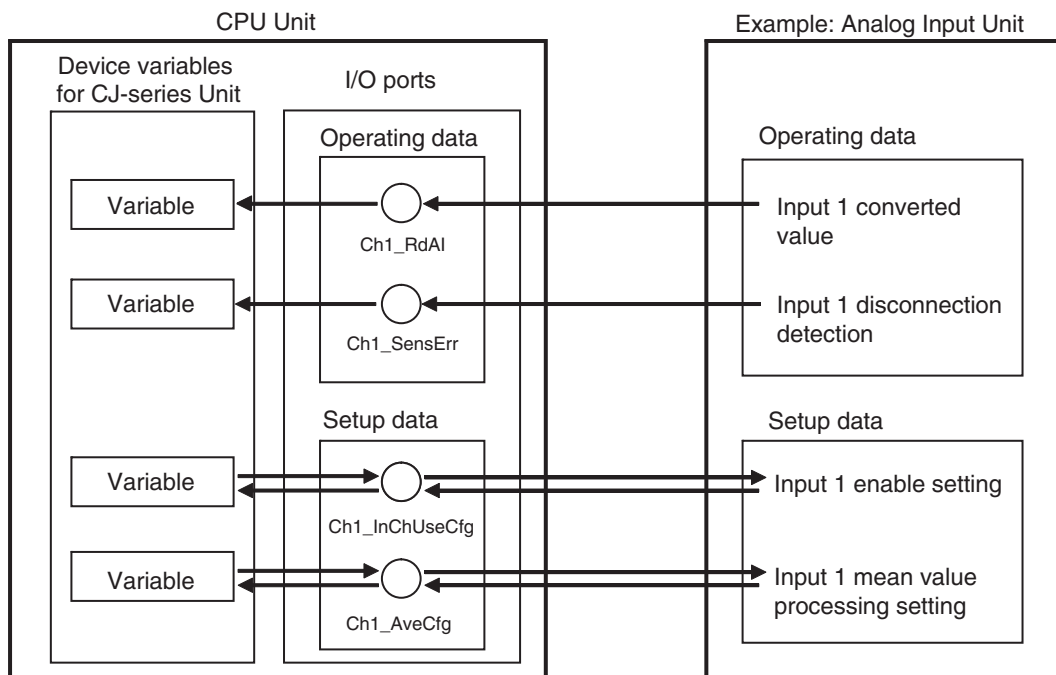 CPU Unit
Example: Analog Input Unit
Device variables
for CJ-series Unit
I/O ports
Operating data
Operating data
Variable
Ch1_RdAI
Input 1 converted
value
Variable
Ch1_SensErr
Input 1 disconnection
detection
Setup data
Setup data
Variable
Ch1_InChUseCfg
Input 1 enable setting
Variable
Ch1_AveCfg
Input 1 mean value
processing setting